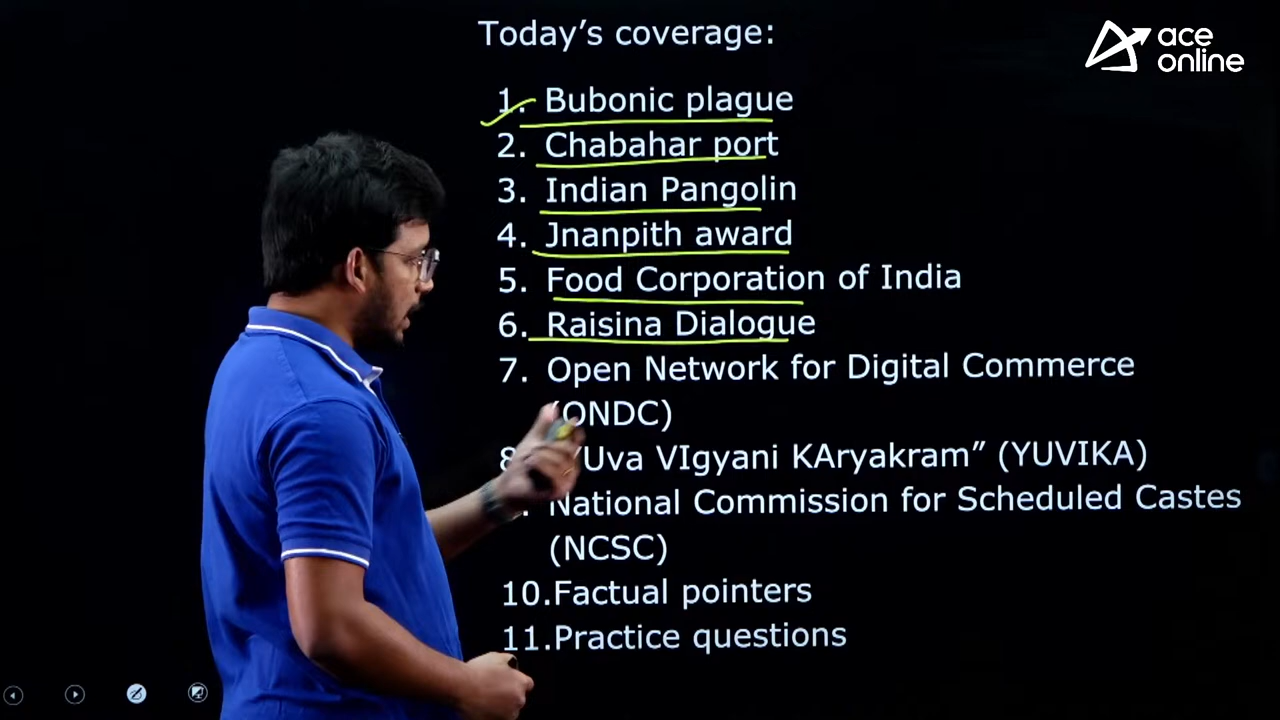 Today's coverage:
ace
online
1. Bubonic plague
2. Chabahar port
3. Indian Pangolin
4. Jnanpith award
5. Food Corporation of India
6. Raisina Dialogue
7. Open Network for Digital Commerce
(ONDC)
VIgyani KAryakram” (YUVIKA)
National Commission for Scheduled Castes
(NCSC)
10.Factual pointers
11.Practice questions